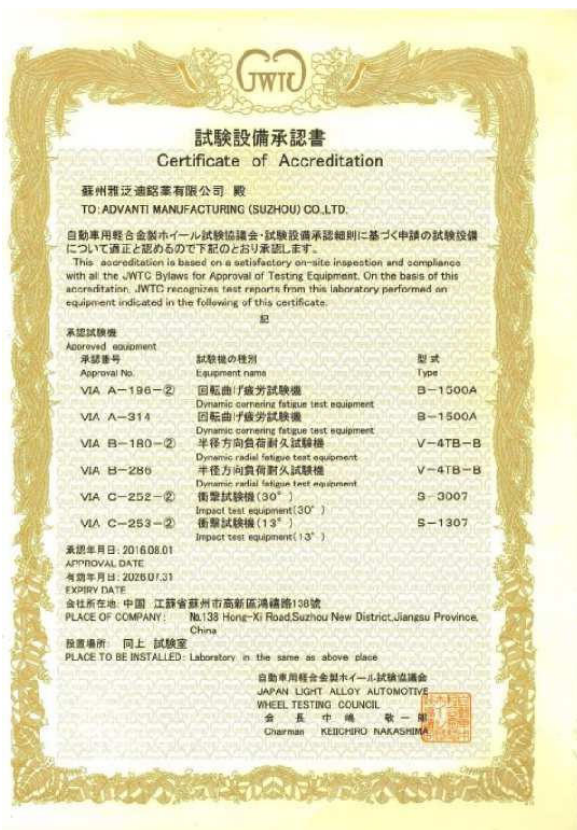 JWTC
試験設備承認書
Certificate of Accreditation
蘇州雅泛迪鋁業有限公司 殿
TO: ADVANTI MANUFACTURING (SUZHOU) CO.,LTD.
自動車用軽合金製ホイール試験協議会・試験設備承認細則に基づく申請の試験設備
について適正と認めるので下記のとおり承認します。
This accreditation is based on a satisfactory on-site inspection and compliance
with all the JWTC Bylaws for Approval of Testing Equipment. On the basis of this
accreditation, JWTC recognizes test reports from this laboratory performed on
equipment indicated in the following of this certificate.
記
承認試験機
Approved equipment
承認番号 試験機の種別 型式
Approval No. Equipment name Type
VIA A-196-② 回転曲げ疲労試験機 B-1500A
Dynamic cornering fatigue test equipment
VIA A-314 回転曲げ疲労試験機 B-1500A
Dynamic cornering fatigue test equipment
VIA B-180-② 半径方向負荷耐久試験機 V-4TB-B
Dynamic radial fatigue test equipment
VIA B-286 半径方向負荷耐久試験機 V-4TB-B
Dynamic radial fatigue test equipment
VIA C-252-② 衝撃試験機(30°) S-3007
Impact test equipment(30°)
VIA C-253-② 衝撃試験機(13°) S-1307
Impact test equipment(13°)
承認年月日: 2016.08.01
APPROVAL DATE
有効年月日: 2026.07.31
EXPIRY DATE
会社所在地: 中国 江蘇省蘇州市高新區鴻禧路138號
PLACE OF COMPANY: №.138 Hong-Xi Road,Suzhou New District,Jiangsu Province,
China
設置場所: 同上 試験室
PLACE TO BE INSTALLED: Laboratory in the same as above place
自動車用軽合金製ホイール試験協議会
JAPAN LIGHT ALLOY AUTOMOTIVE
WHEEL TESTING COUNCIL
会 長 中 嶋 敬 一 郎
Chairman KEIICHIRO NAKASHIMA